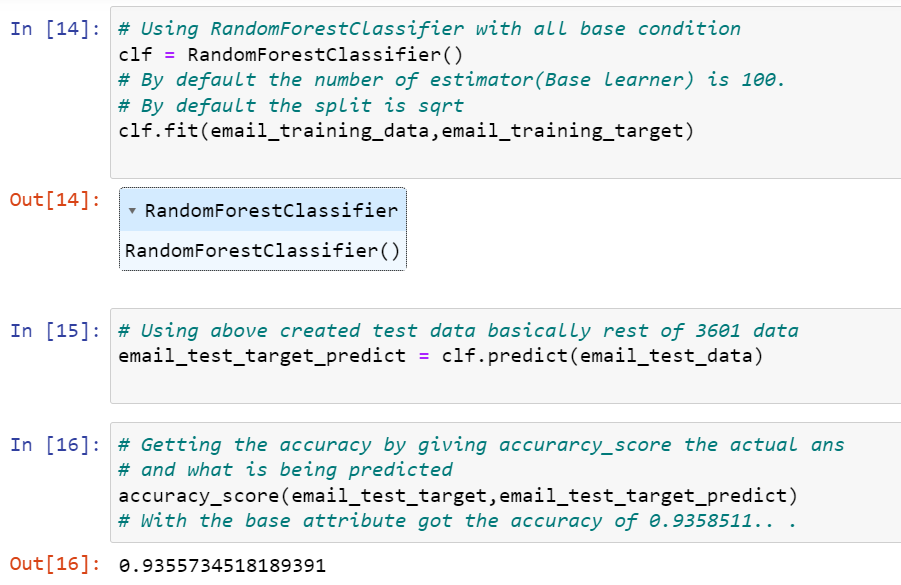 In [14]:
# Using RandomForestClassifier with all base condition
clf = RandomForestClassifier()
# By default the number of estimator(Base learner) is 100.
# By default the split is sqrt
clf.fit(email_training_data,email_training_target)
Out[14]:
▾ RandomForestClassifier
RandomForestClassifier()
In [15]:
# Using above created test data basically rest of 3601 data
email_test_target_predict = clf.predict(email_test_data)
In [16]:
# Getting the accuracy by giving accurarcy_score the actual ans
# and what is being predicted
accuracy_score(email_test_target,email_test_target_predict)
# With the base attribute got the accuracy of 0.9358511.. .
Out[16]:
0.9355734518189391